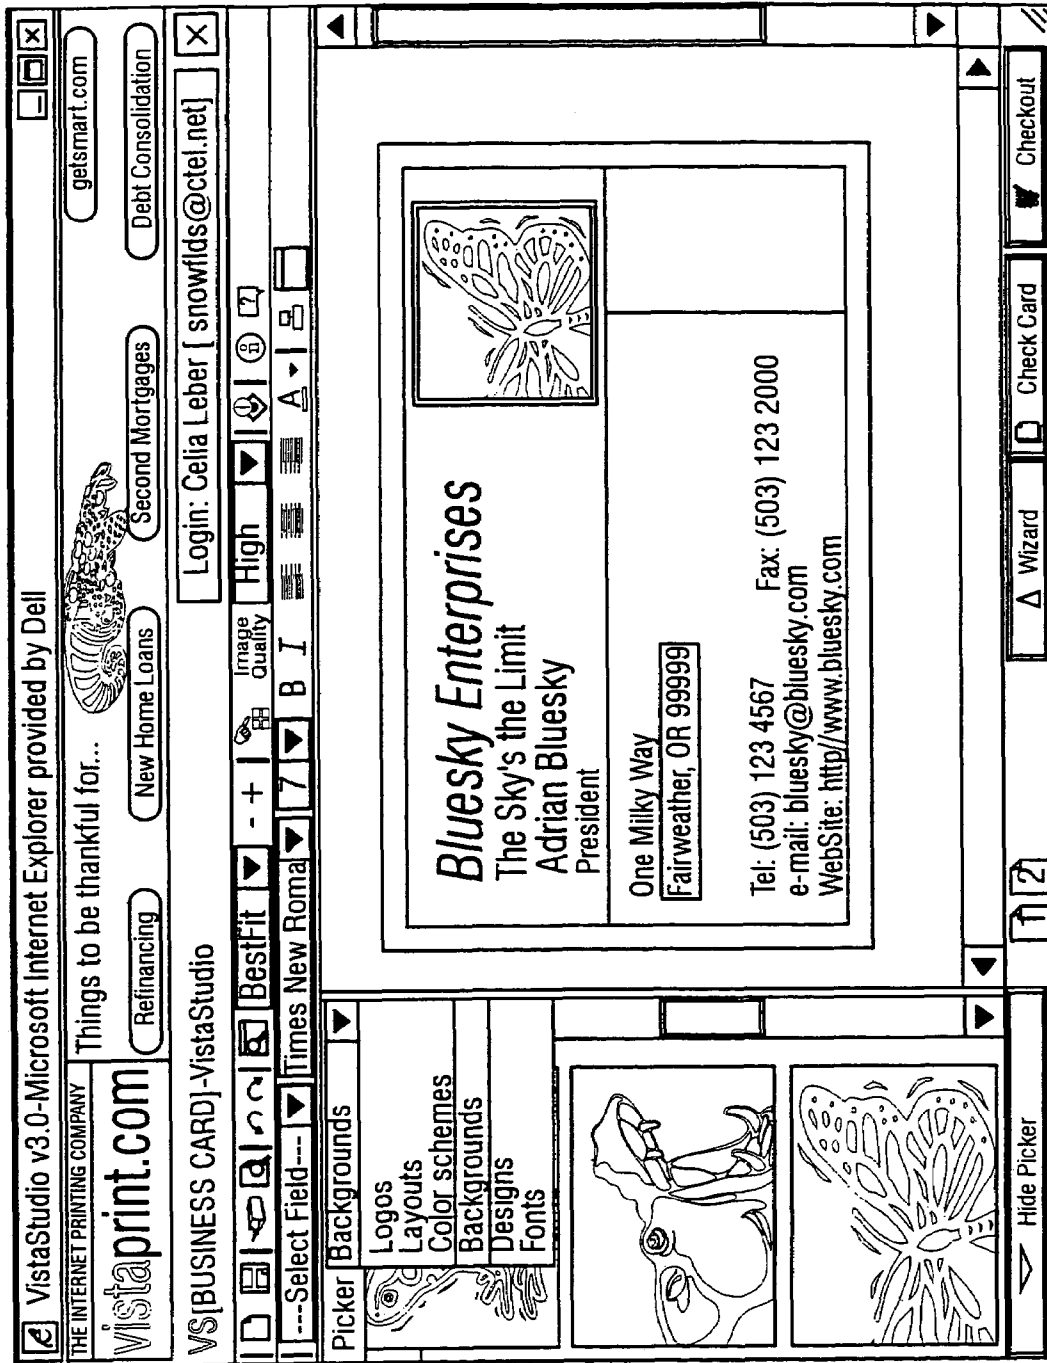 VistaStudio v3.0-Microsoft Internet Explorer provided by Dell
THE INTERNET PRINTING COMPANY
vistaprint.com
Things to be thankful for...
getsmart.com
Refinancing
New Home Loans
Second Mortgages
Debt Consolidation
VS[BUSINESS CARD]-VistaStudio
Login: Celia Leber [ snowflds@ctel.net]
BestFit
- +
Image
Quality
High
----Select Field----
Times New Roma
7
B I
A
Picker
Backgrounds
Logos
Layouts
Color schemes
Backgrounds
Designs
Fonts
Bluesky Enterprises
The Sky's the Limit
Adrian Bluesky
President
One Milky Way
Fairweather, OR 99999
Tel: (503) 123 4567 Fax: (503) 123 2000
e-mail: bluesky@bluesky.com
WebSite: http//www.bluesky.com
Hide Picker
1 2
Wizard
Check Card
Checkout